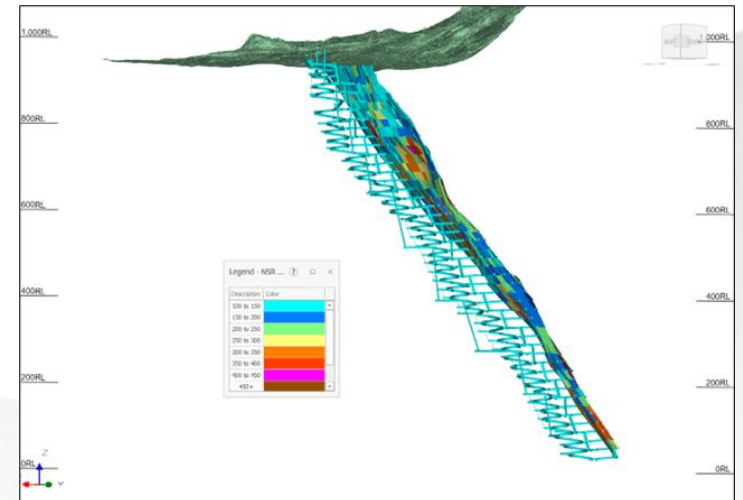 1,000RL
1,000RL
800RL
800RL
600RL
600RL
400RL
400RL
200RL
200RL
0RL
0RL
Legend - NSR ... ?
Description Color
100 to 150
150 to 200
200 to 250
250 to 300
300 to 350
350 to 400
400 to 450
450 +
Z
Y